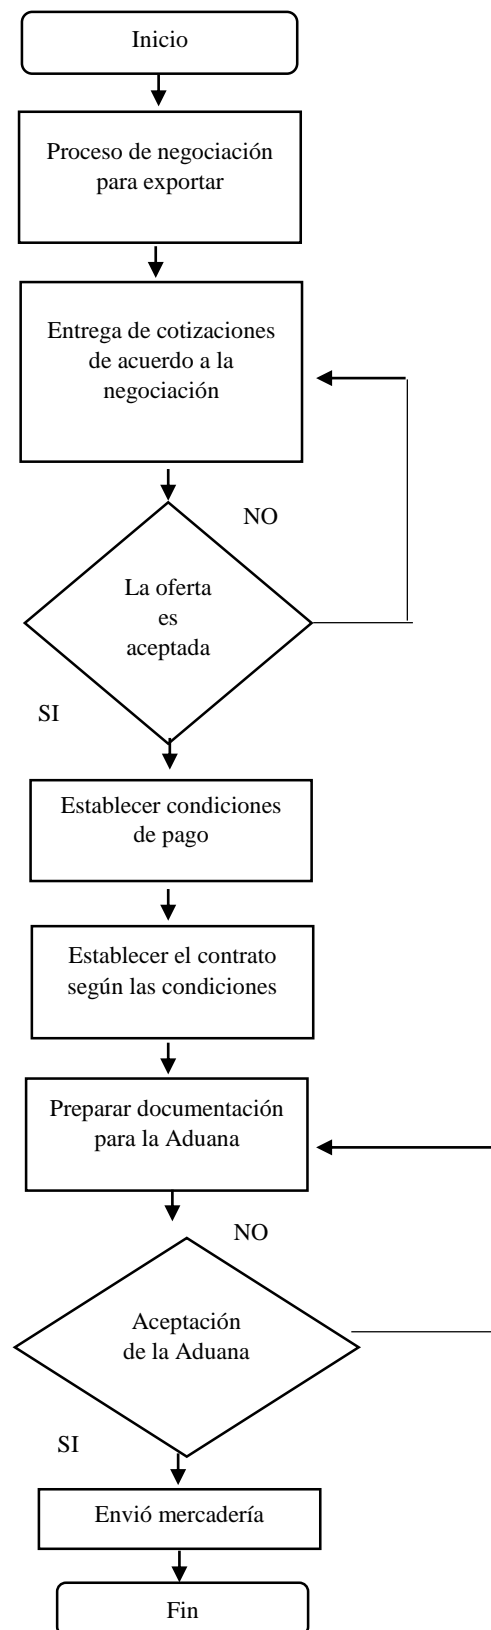 Inicio
Proceso de negociación
para exportar
Entrega de cotizaciones
de acuerdo a la
negociación
NO
La oferta
es
aceptada
SI
Establecer condiciones
de pago
Establecer el contrato
según las condiciones
Preparar documentación
para la Aduana
NO
Aceptación
de la Aduana
SI
Envió mercadería
Fin